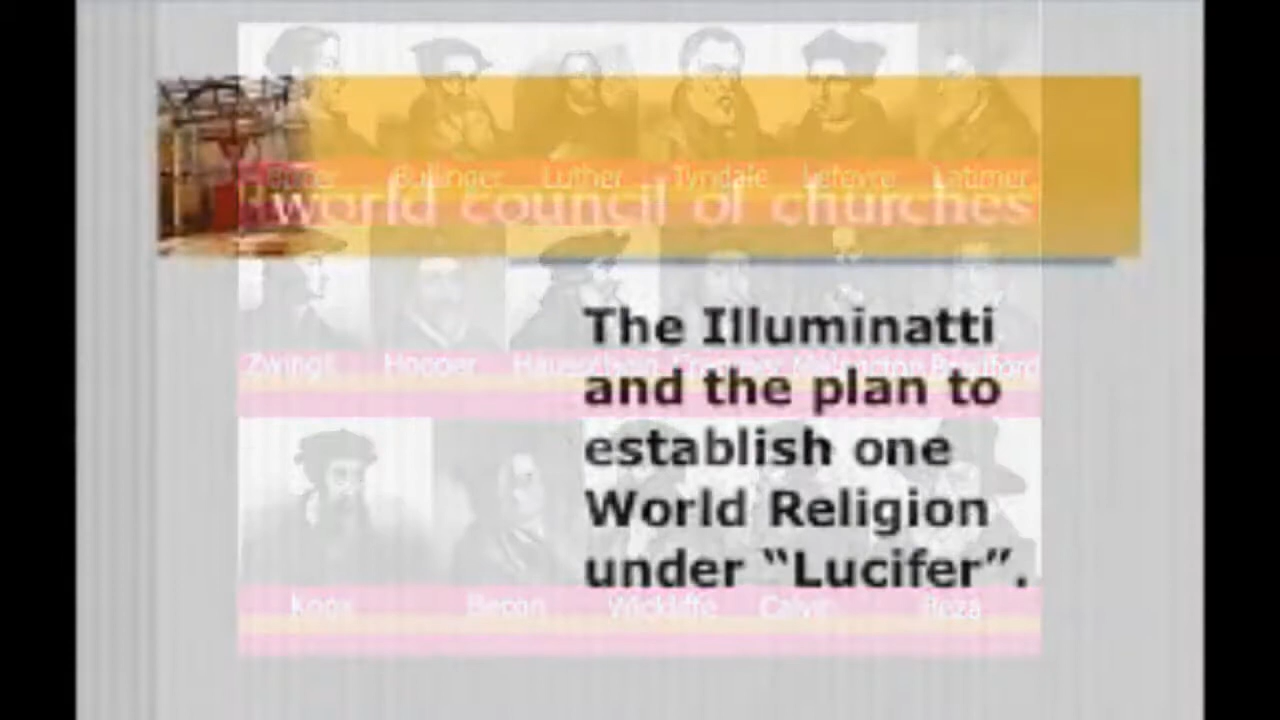 Bullinger Luther Tyndale Lefevre Latimer
world council of churches
Zwingli Hooper
The Illuminatti
and the plan to
establish one
World Religion
under “Lucifer”.
Knox Becon Wickliffe Calvin Beza